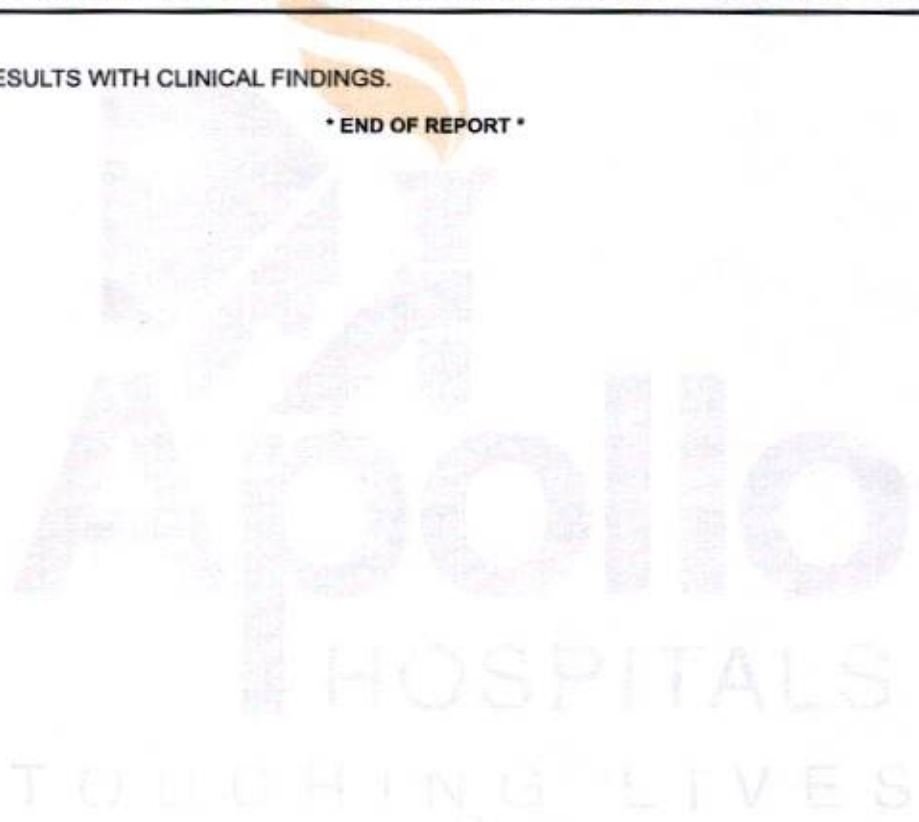 ESULTS WITH CLINICAL FINDINGS.
* END OF REPORT *
Apollo
HOSPITALS
TOUCHING LIVES